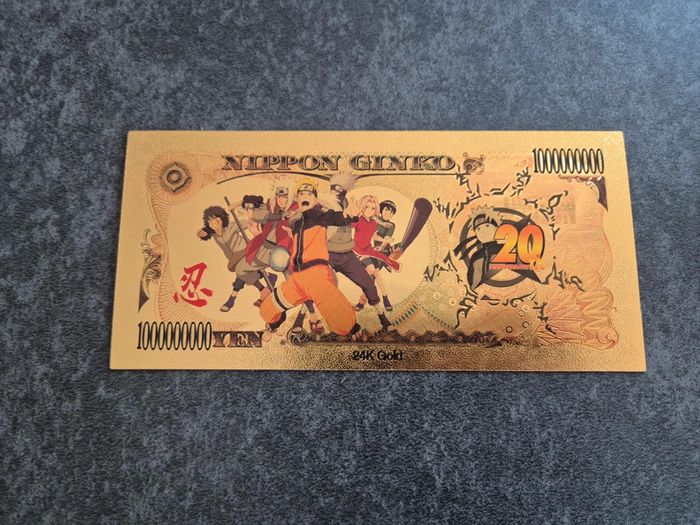 NIPPON GINKO
1000000000
20
忍
1000000000 YEN
24K Gold